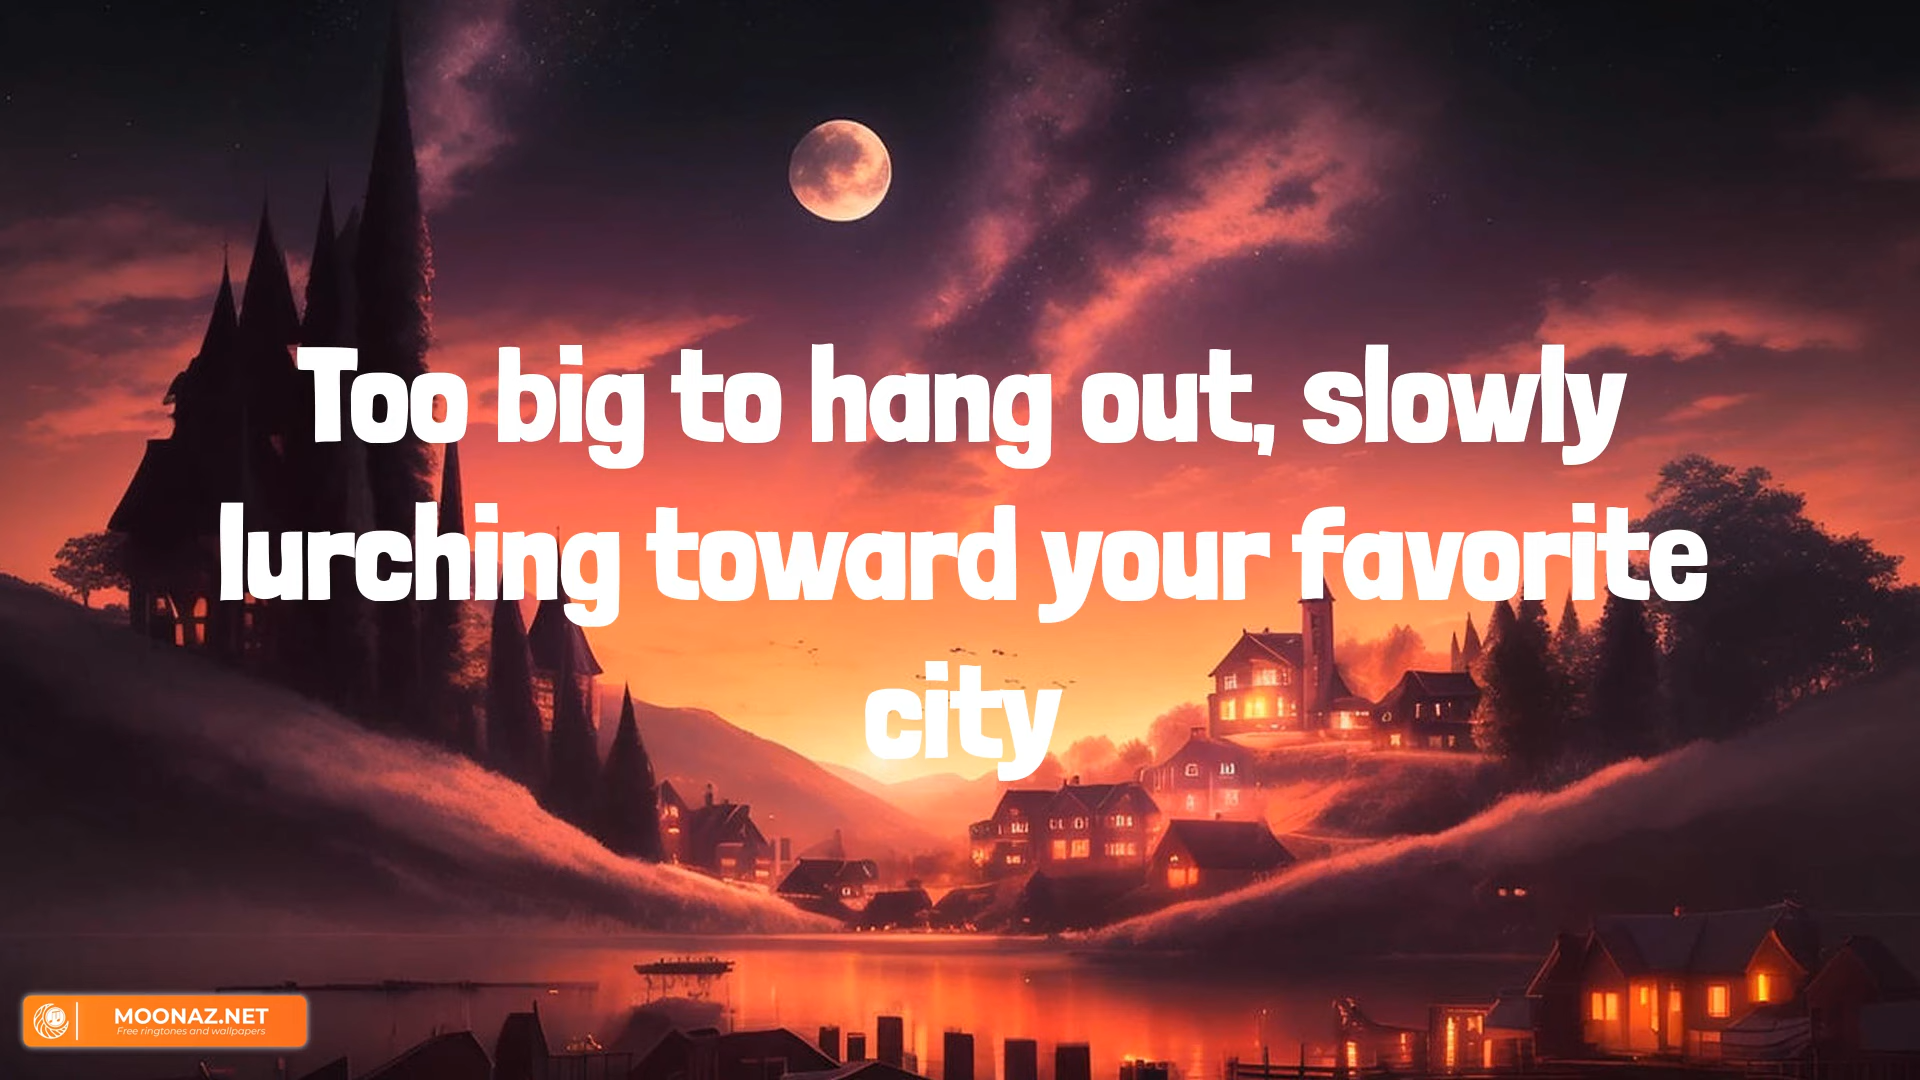 Too big to hang out, slowly
lurching toward your favorite
city
MOONAZ.NET
Free ringtones and wallpapers